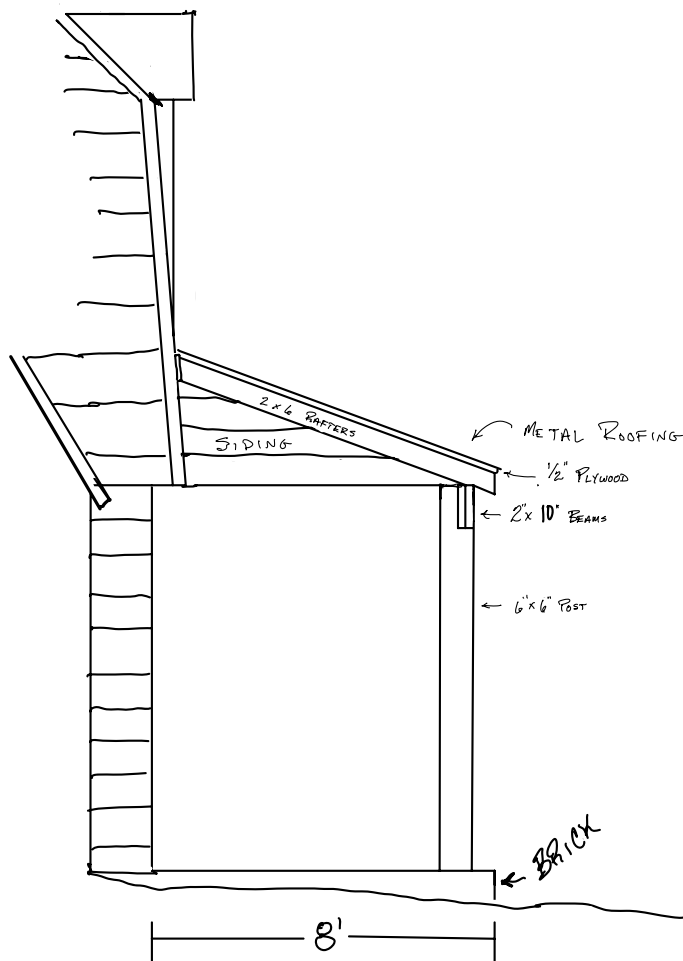 2 x 6 RAFTERS
SIDING
METAL ROOFING
1/2" PLYWOOD
2"x 10" BEAMS
6"x 6" POST
BRICK
8'